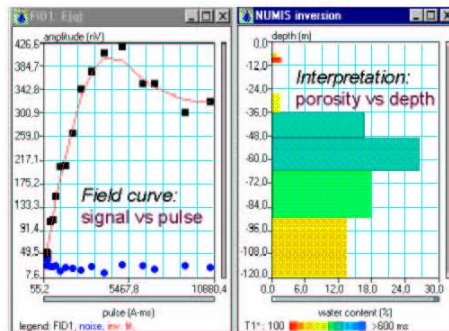 FID1: E(q)
amplitude (nV)
426,6
342,8
300,9
259,0
217,1
175,2
133,3
91,4
49,5
7,6
55,2
5467,8
10880,4
pulse (A-ms)
Field curve:
signal vs pulse
legend: FID1, noise, inv. fit.
NUMIS inversion
depth (m)
0,0
-12,0
-24,0
-36,0
-48,0
-60,0
-72,0
-84,0
-96,0
-108,0
-120,0
0,0
6,0
12,0
18,0
24,0
30,0
water content (%)
Interpretation:
porosity vs depth
T1*: 100
>600 ms